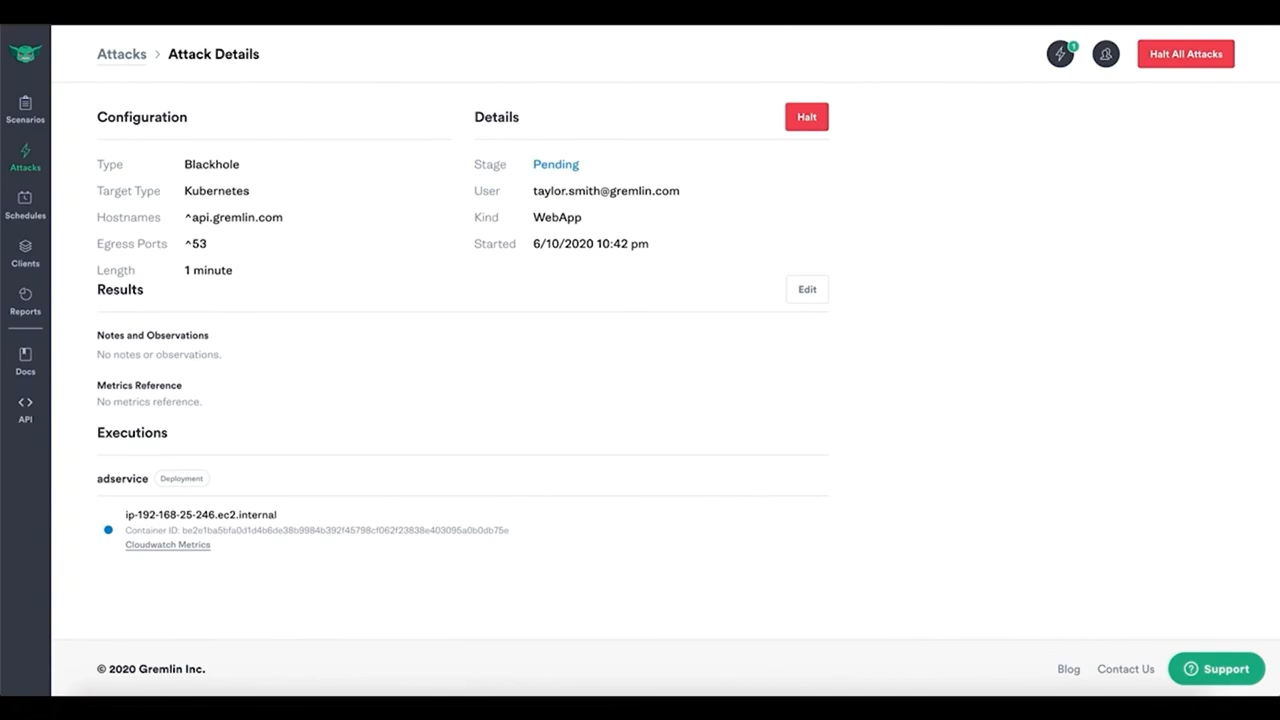 Attacks > Attack Details
1
Halt All Attacks
Scenarios
Attacks
Schedules
Clients
Reports
Docs
API
Configuration
Type Blackhole
Target Type Kubernetes
Hostnames ^api.gremlin.com
Egress Ports ^53
Length 1 minute
Details
Halt
Stage Pending
User taylor.smith@gremlin.com
Kind WebApp
Started 6/10/2020 10:42 pm
Results
Edit
Notes and Observations
No notes or observations.
Metrics Reference
No metrics reference.
Executions
adservice Deployment
ip-192-168-25-246.ec2.internal
Container ID: be2e1ba5bfa0d1d4b6de38b9984b392f45798cf062f23838e403095a0b0db75e
Cloudwatch Metrics
© 2020 Gremlin Inc.
Blog
Contact Us
Support